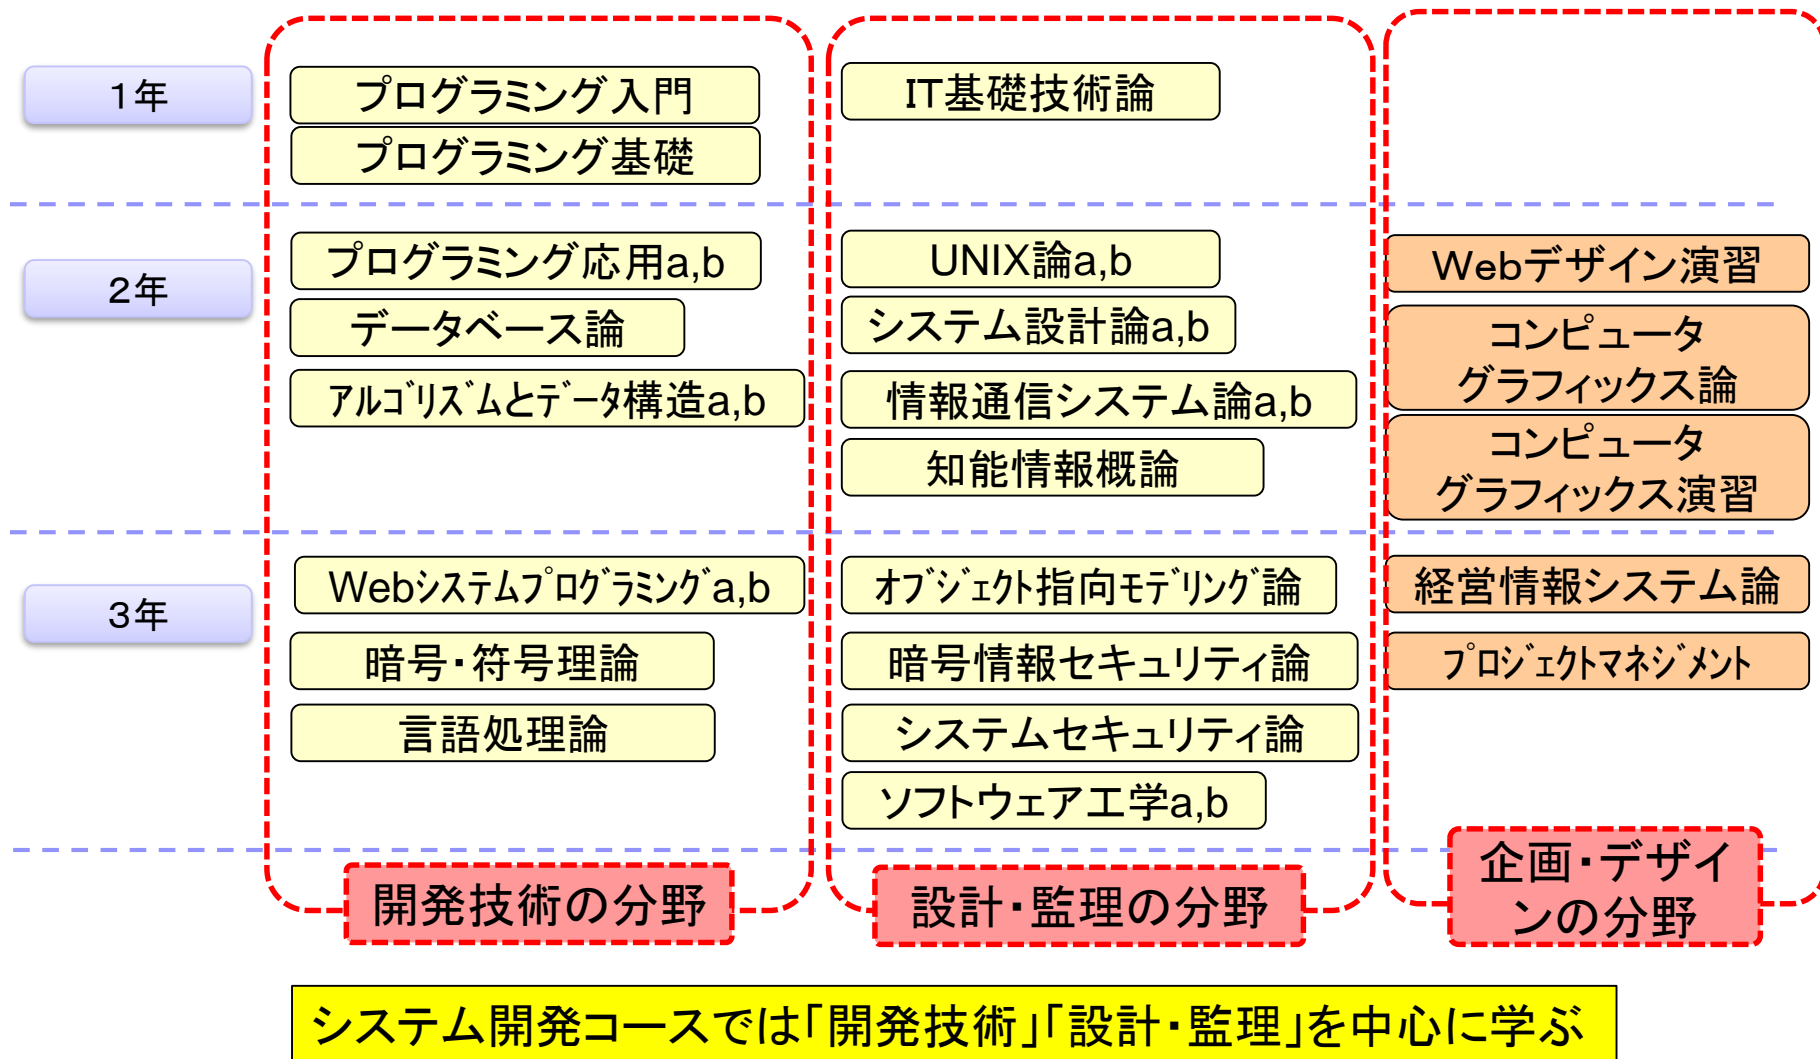 1年
プログラミング入門
プログラミング基礎
IT基礎技術論
2年
プログラミング応用a,b
データベース論
アルゴリズムとデータ構造a,b
UNIX論a,b
システム設計論a,b
情報通信システム論a,b
知能情報概論
Webデザイン演習
コンピュータ
グラフィックス論
コンピュータ
グラフィックス演習
3年
Webシステムプログラミングa,b
暗号・符号理論
言語処理論
オブジェクト指向モデリング論
暗号情報セキュリティ論
システムセキュリティ論
ソフトウェア工学a,b
経営情報システム論
プロジェクトマネジメント
開発技術の分野
設計・監理の分野
企画・デザイ
ンの分野
システム開発コースでは「開発技術」「設計・監理」を中心に学ぶ